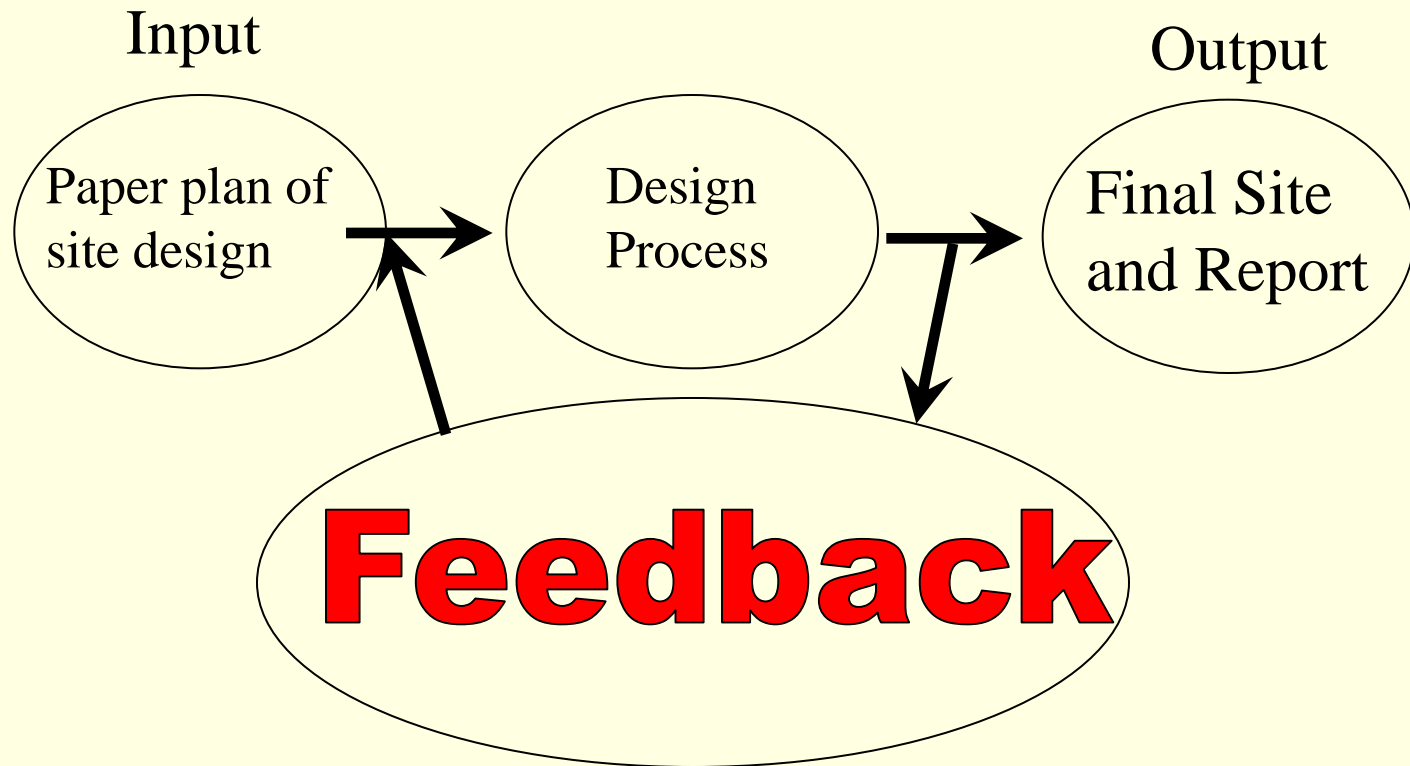 Input
Output
Paper plan of
site design
Design
Process
Final Site
and Report
Feedback